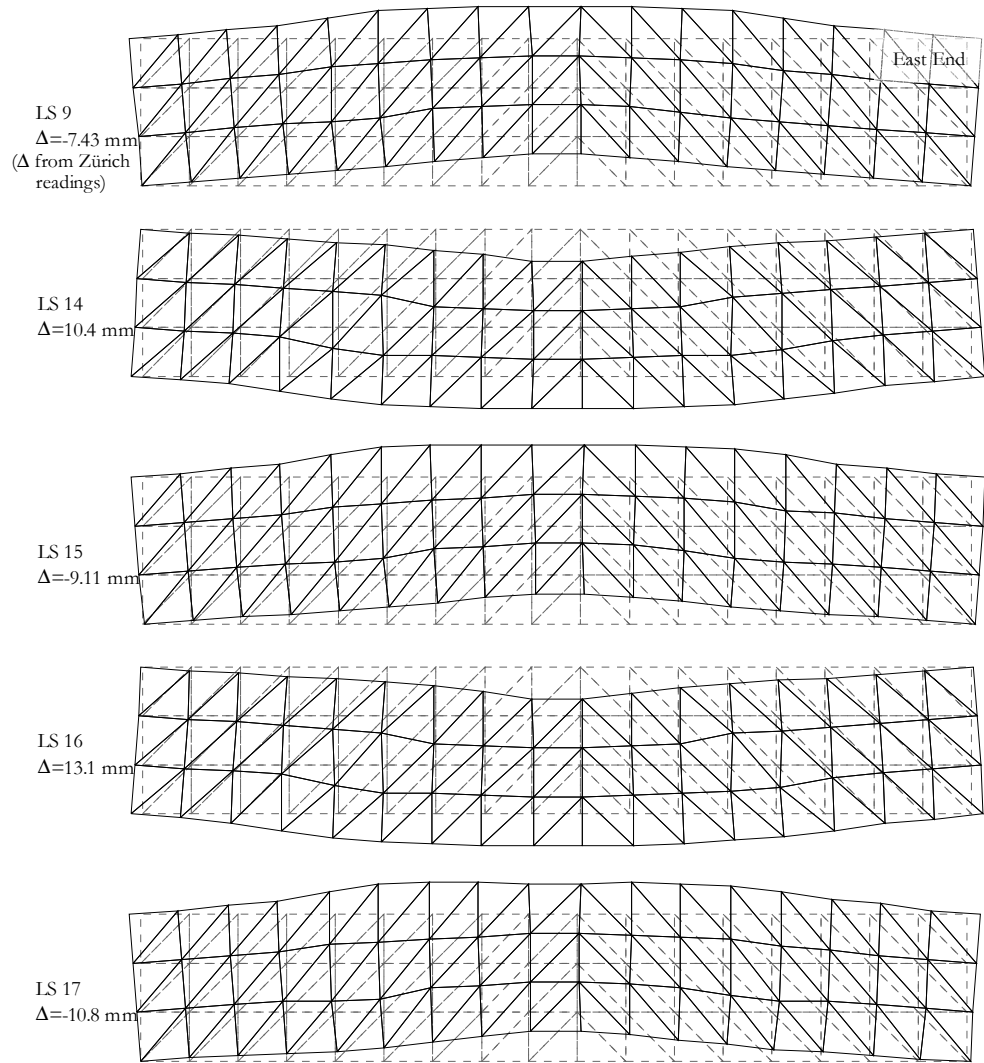 East End
LS 9
Δ=-7.43 mm
(Δ from Zürich
readings)
LS 14
Δ=10.4 mm
LS 15
Δ=-9.11 mm
LS 16
Δ=13.1 mm
LS 17
Δ=-10.8 mm